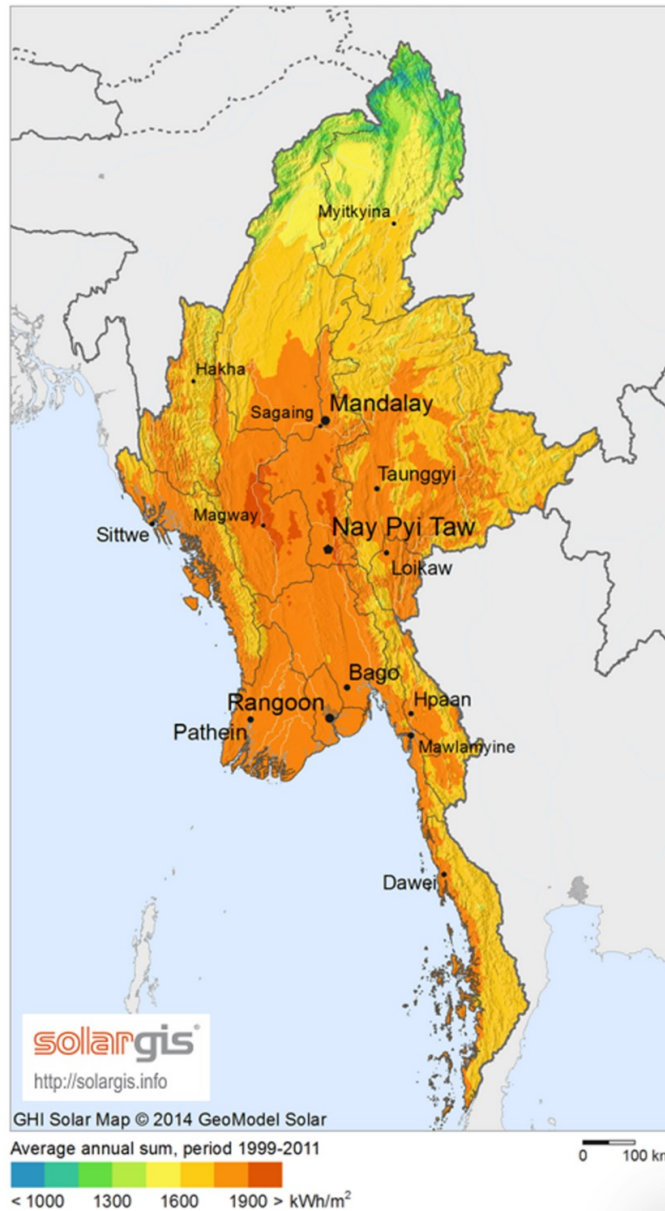 Myitkyina
Hakha
Sagaing
Mandalay
Taunggyi
Magway
Sittwe
Nay Pyi Taw
Loikaw
Bago
Rangoon
Hpaan
Pathein
Mawlamyine
Dawei
solargis®
http://solargis.info
GHI Solar Map © 2014 GeoModel Solar
Average annual sum, period 1999-2011
< 1000 1300 1600 1900 > kWh/m²
0 100 km